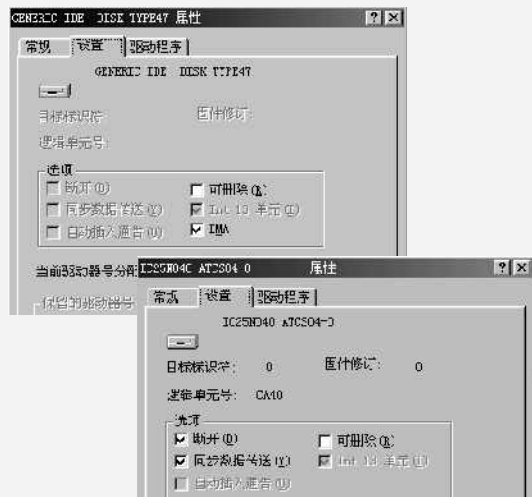 GENERIC IDE DISK TYPE47 属性
常规 设置 驱动程序
GENERIC IDE DISK TYPE47
目标标识符: 固件修订:
逻辑单元号:
选项
断开(D) 可删除(R)
同步数据传送(Y) Int 13 单元(I)
自动插入通告(U) DMA
当前驱动器号分配
保留的驱动器号
属性
常规 设置 驱动程序
目标标识符: 0 固件修订: 0
逻辑单元号: CA40
选项
断开(D) 可删除(R)
同步数据传送(Y) Int 13 单元(I)
自动插入通告(U)